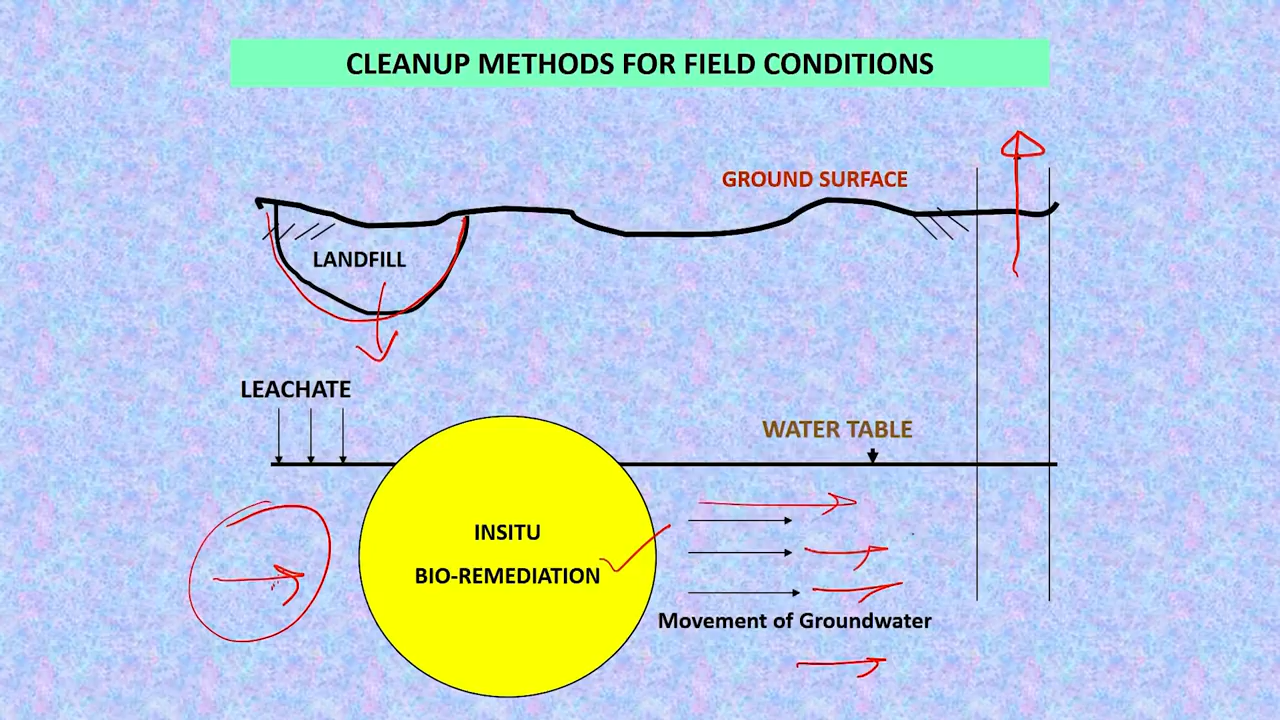 CLEANUP METHODS FOR FIELD CONDITIONS
GROUND SURFACE
LANDFILL
LEACHATE
WATER TABLE
INSITU
BIO-REMEDIATION
Movement of Groundwater